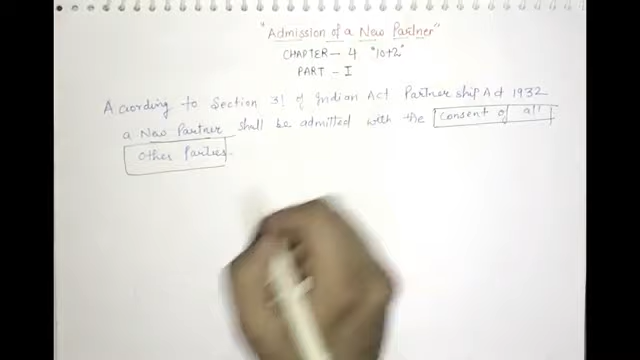 "Admission of a New Partner"
CHAPTER - 4 "10+2"
PART - I
Acording to Section 31 of Indian Act Partnership Act 1932
a New Partner shall be admitted with the Consent of all
Other Parties.